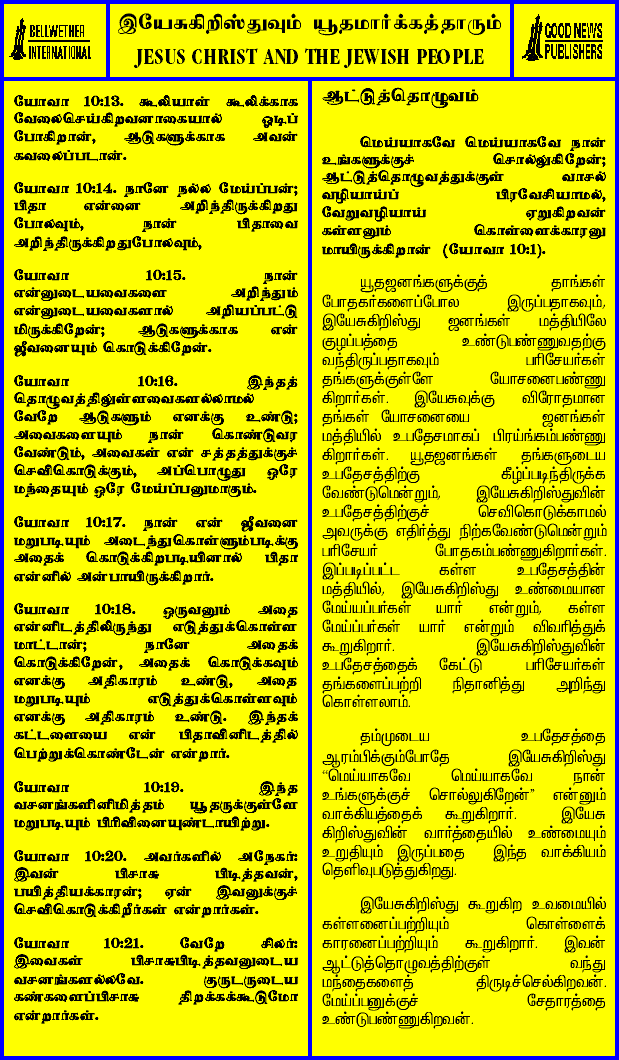 BELLWETHER
INTERNATIONAL
இயேசுகிறிஸ்துவும் யூதமார்க்கத்தாரும்
JESUS CHRIST AND THE JEWISH PEOPLE
GOOD NEWS
PUBLISHERS
யோவா 10:13. கூலியாள் கூலிக்காக
வேலைசெய்கிறவனாகையால் ஓடிப்
போகிறான், ஆடுகளுக்காக அவன்
கவலைப்படான்.
யோவா 10:14. நானே நல்ல மேய்ப்பன்;
பிதா என்னை அறிந்திருக்கிறது
போலவும், நான் பிதாவை
அறிந்திருக்கிறதுபோலவும்,
யோவா 10:15. நான்
என்னுடையவைகளை அறிந்தும்
என்னுடையவைகளால் அறியப்பட்டு
மிருக்கிறேன்; ஆடுகளுக்காக என்
ஜீவனையும் கொடுக்கிறேன்.
யோவா 10:16. இந்தத்
தொழுவத்திலுள்ளவைகளல்லாமல்
வேறே ஆடுகளும் எனக்கு உண்டு;
அவைகளையும் நான் கொண்டுவர
வேண்டும், அவைகள் என் சத்தத்துக்குச்
செவிகொடுக்கும், அப்பொழுது ஒரே
மந்தையும் ஒரே மேய்ப்பனுமாகும்.
யோவா 10:17. நான் என் ஜீவனை
மறுபடியும் அடைந்துகொள்ளும்படிக்கு
அதைக் கொடுக்கிறபடியினால் பிதா
என்னில் அன்பாயிருக்கிறார்.
யோவா 10:18. ஒருவனும் அதை
என்னிடத்திலிருந்து எடுத்துக்கொள்ள
மாட்டான்; நானே அதைக்
கொடுக்கிறேன், அதைக் கொடுக்கவும்
எனக்கு அதிகாரம் உண்டு, அதை
மறுபடியும் எடுத்துக்கொள்ளவும்
எனக்கு அதிகாரம் உண்டு. இந்தக்
கட்டளையை என் பிதாவினிடத்தில்
பெற்றுக்கொண்டேன் என்றார்.
யோவா 10:19. இந்த
வசனங்களினிமித்தம் யூதருக்குள்ளே
மறுபடியும் பிரிவினையுண்டாயிற்று.
யோவா 10:20. அவர்களில் அநேகர்:
இவன் பிசாசு பிடித்தவன்,
பயித்தியக்காரன்; ஏன் இவனுக்குச்
செவிகொடுக்கிறீர்கள் என்றார்கள்.
யோவா 10:21. வேறே சிலர்:
இவைகள் பிசாசுபிடித்தவனுடைய
வசனங்களல்லவே. குருடருடைய
கண்களைப்பிசாசு திறக்கக்கூடுமோ
என்றார்கள்.
ஆட்டுத்தொழுவம்
மெய்யாகவே மெய்யாகவே நான்
உங்களுக்குச் சொல்லுகிறேன்;
ஆட்டுத்தொழுவத்துக்குள் வாசல்
வழியாய்ப் பிரவேசியாமல்,
வேறுவழியாய் ஏறுகிறவன்
கள்ளனும் கொள்ளைக்காரனு
மாயிருக்கிறான் (யோவா 10:1).
யூதஜனங்களுக்குத் தாங்கள்
போதகர்களைப்போல இருப்பதாகவும்,
இயேசுகிறிஸ்து ஜனங்கள் மத்தியிலே
குழப்பத்தை உண்டுபண்ணுவதற்கு
வந்திருப்பதாகவும் பரிசேயர்கள்
தங்களுக்குள்ளே யோசனைபண்ணு
கிறார்கள். இயேசுவுக்கு விரோதமான
தங்கள் யோசனையை ஜனங்கள்
மத்தியில் உபதேசமாகப் பிரய்ங்கம்பண்ணு
கிறார்கள். யூதஜனங்கள் தங்களுடைய
உபதேசத்திற்கு கீழ்ப்படிந்திருக்க
வேண்டுமென்றும், இயேசுகிறிஸ்துவின்
உபதேசத்திற்குச் செவிகொடுக்காமல்
அவருக்கு எதிர்த்து நிற்கவேண்டுமென்றும்
பரிசேயர் போதகம்பண்ணுகிறார்கள்.
இப்படிப்பட்ட கள்ள உபதேசத்தின்
மத்தியில், இயேசுகிறிஸ்து உண்மையான
மேய்யப்பர்கள் யார் என்றும், கள்ள
மேய்ப்பர்கள் யார் என்றும் விவரித்துக்
கூறுகிறார். இயேசுகிறிஸ்துவின்
உபதேசத்தைக் கேட்டு பரிசேயர்கள்
தங்களைப்பற்றி நிதானித்து அறிந்து
கொள்ளலாம்.
தம்முடைய உபதேசத்தை
ஆரம்பிக்கும்போதே இயேசுகிறிஸ்து
“மெய்யாகவே மெய்யாகவே நான்
உங்களுக்குச் சொல்லுகிறேன்” என்னும்
வாக்கியத்தைக் கூறுகிறார். இயேசு
கிறிஸ்துவின் வார்த்தையில் உண்மையும்
உறுதியும் இருப்பதை இந்த வாக்கியம்
தெளிவுபடுத்துகிறது.
இயேசுகிறிஸ்து கூறுகிற உவமையில்
கள்ளனைப்பற்றியும் கொள்ளைக்
காரனைப்பற்றியும் கூறுகிறார். இவன்
ஆட்டுத்தொழுவத்திற்குள் வந்து
மந்தைகளைத் திருடிச்செல்கிறவன்.
மேய்ப்பனுக்குச் சேதாரத்தை
உண்டுபண்ணுகிறவன்.